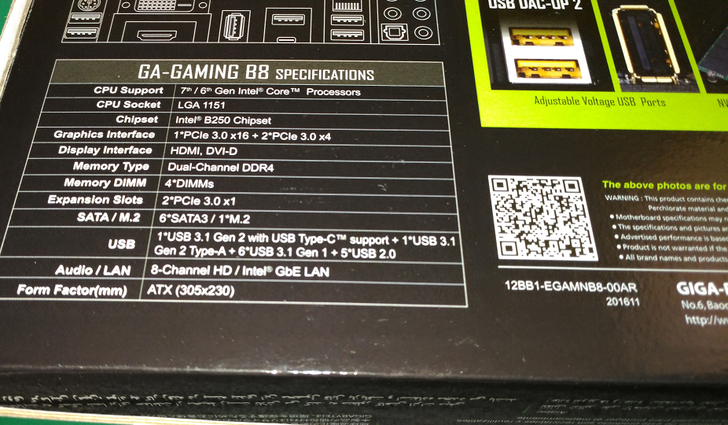 USB DAC-UP 2
Adjustable Voltage USB Ports
GA-GAMING B8 SPECIFICATIONS
CPU Support 7th / 6th Gen Intel® Core™ Processors
CPU Socket LGA 1151
Chipset Intel® B250 Chipset
Graphics Interface 1*PCIe 3.0 x16 + 2*PCIe 3.0 x4
Display Interface HDMI, DVI-D
Memory Type Dual-Channel DDR4
Memory DIMM 4*DIMMs
Expansion Slots 2*PCIe 3.0 x1
SATA / M.2 6*SATA3 / 1*M.2
USB 1*USB 3.1 Gen 2 with USB Type-C™ support + 1*USB 3.1
Gen 2 Type-A + 6*USB 3.1 Gen 1 + 5*USB 2.0
Audio / LAN 8-Channel HD / Intel® GbE LAN
Form Factor(mm) ATX (305x230)
The above photos are for
WARNING : This product contains
Perchlorate material and
● Motherboard specifications may
● The specifications and pictures
● Advertised performance is
● Product is not warranted if the
● All brand names and products
12BB1-EGAMNB8-00AR
201611
GIGA-
No.6,
http://